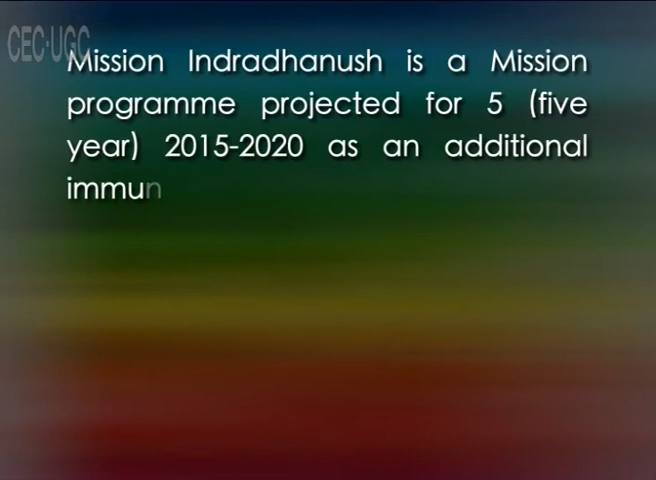 CEC-UGC
Mission Indradhanush is a Mission
programme projected for 5 (five
year) 2015-2020 as an additional
immun